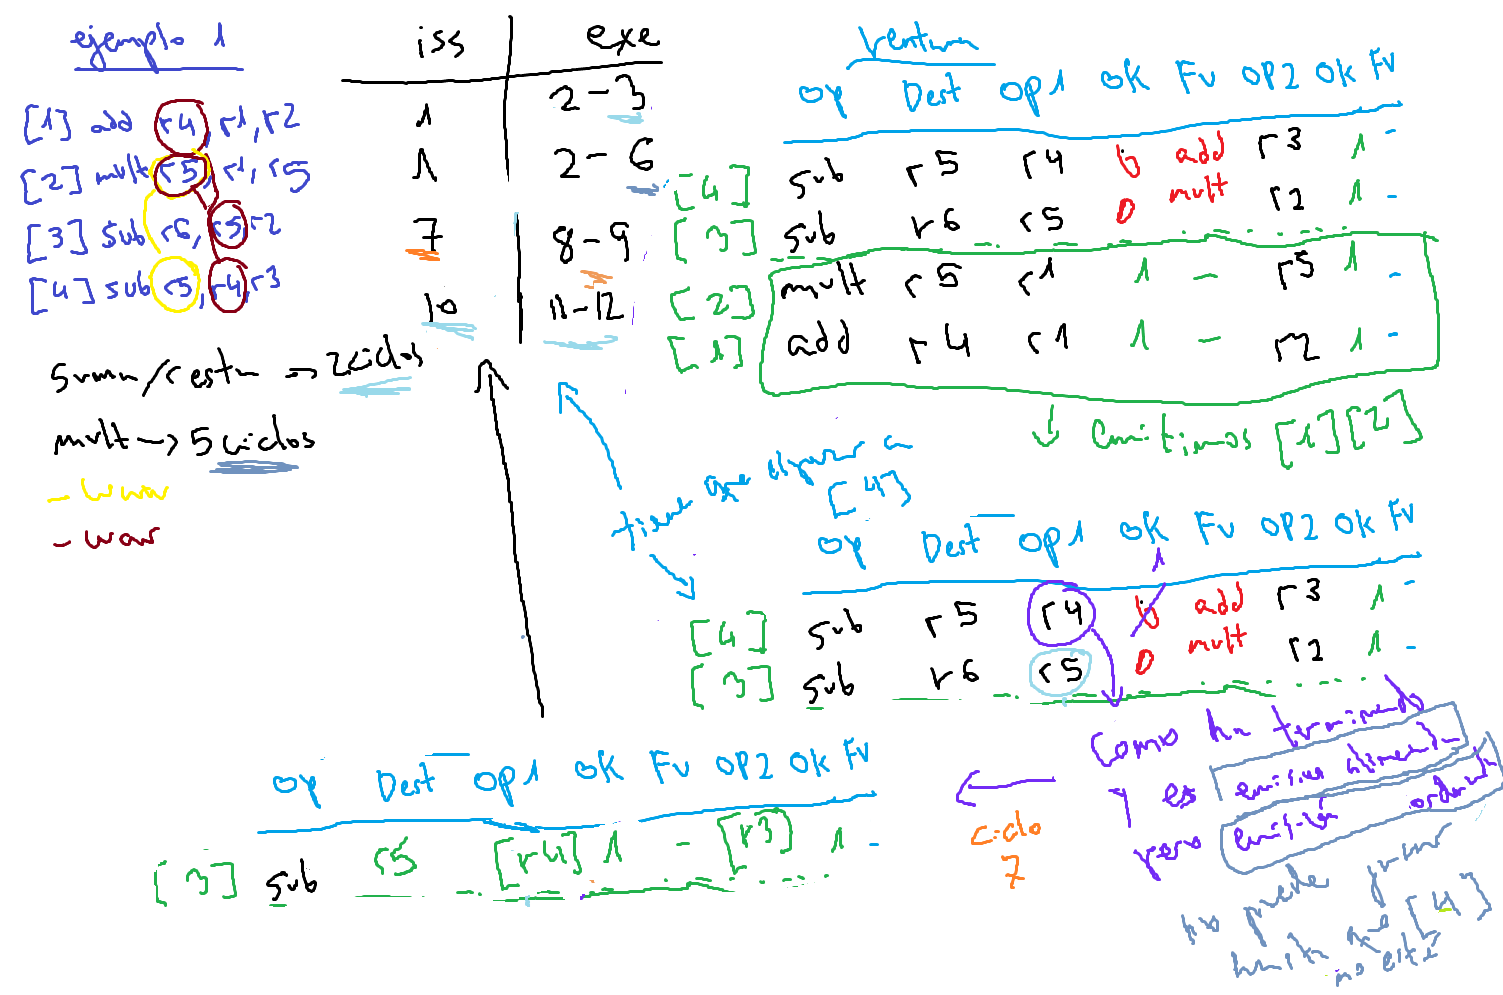 ejemplo 1
iss exe
[1] add r4, r1, r2
1 2-3
[2] mult r5, r1, r5
1 2-6
[3] sub r6, r5, r2
7 8-9
[4] sub r5, r4, r3
10 11-12
suma/resta → 2 ciclos
mult → 5 ciclos
- waw
- war
ventana
op Dest op1 ok Fv OP2 OK Fv
[4] sub r5 r4 0 add r3 1 -
[3] sub r6 r5 0 mult r2 1 -
[2] mult r5 r1 1 - r5 1 -
[1] add r4 r1 1 - r2 1 -
↓ Emitimos [1][2]
tiene que esperar a
[4]
op Dest op1 ok Fv OP2 OK Fv
1
[4] sub r5 r4 0 add r3 1 -
[3] sub r6 r5 0 mult r2 1 -
Como ha terminado
y es emision alineada
pero emisión ordenada
no puede
hasta que [4]
no esté
ciclo
7
op Dest op1 ok Fv OP2 OK Fv
[3] sub r5 [r4] 1 - [r3] 1 -